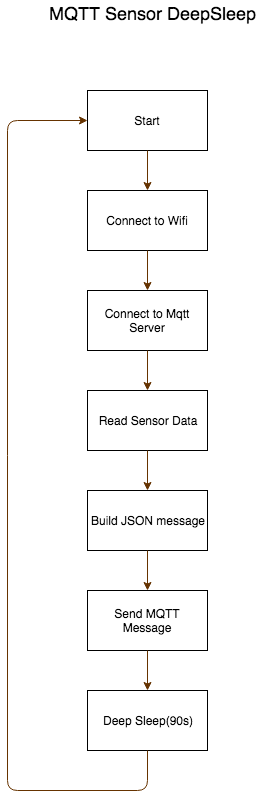 MQTT Sensor DeepSleep
Start
Connect to Wifi
Connect to Mqtt
Server
Read Sensor Data
Build JSON message
Send MQTT
Message
Deep Sleep(90s)